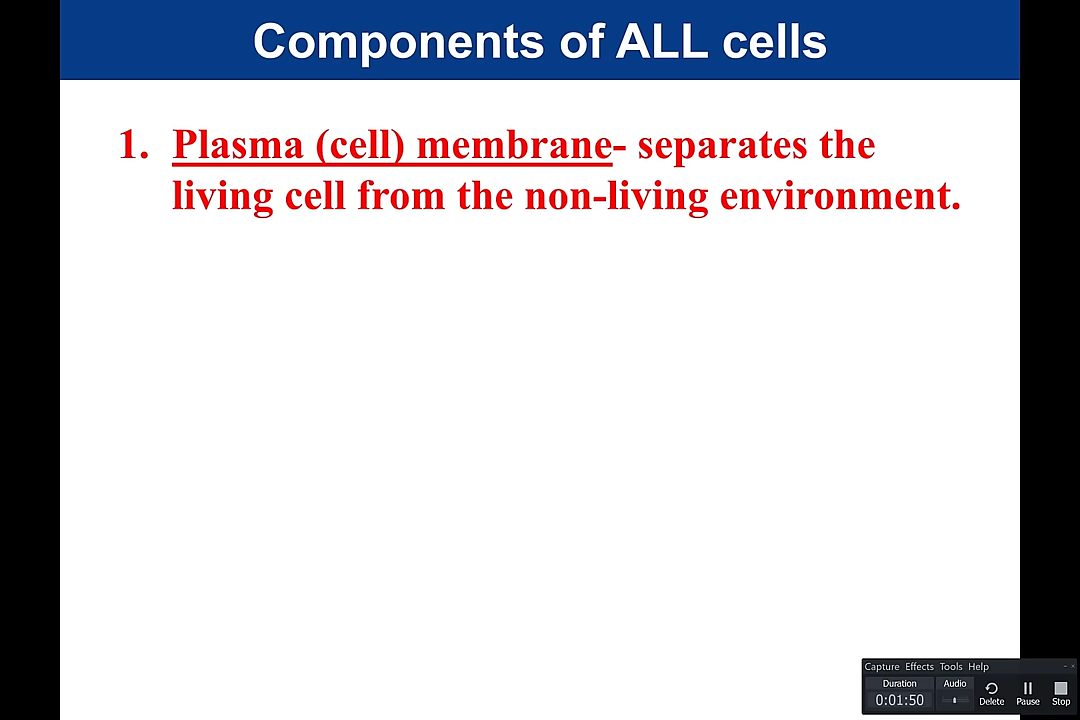 Components of ALL cells
1. Plasma (cell) membrane- separates the
living cell from the non-living environment.
Capture Effects Tools Help
Duration Audio
0:01:50 Delete Pause Stop